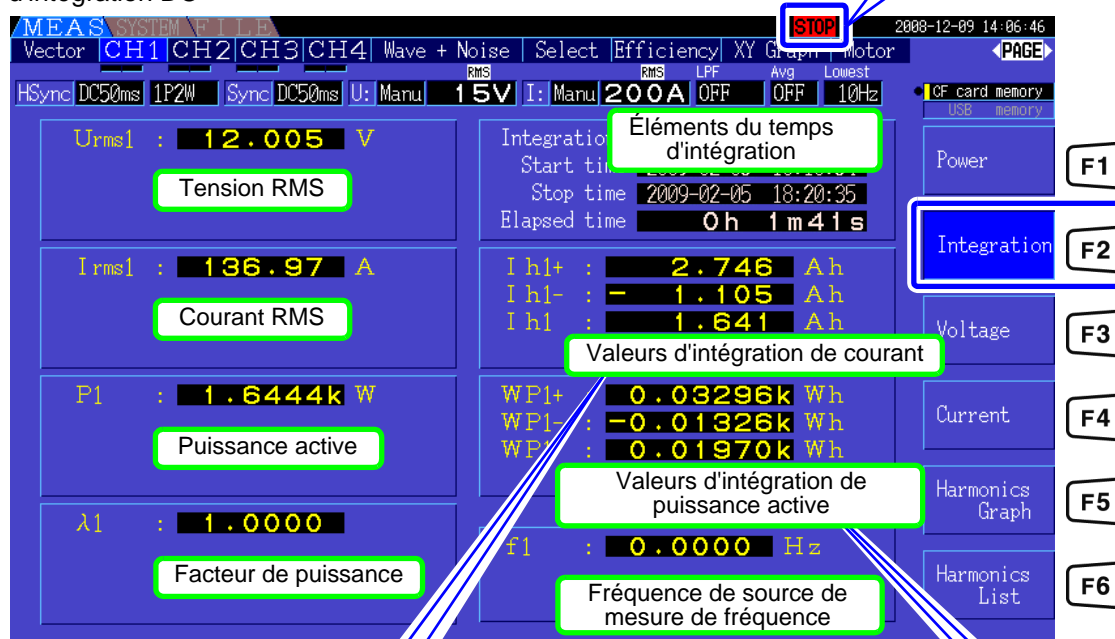 d'intégration DC
MEAS SYSTEM FILE STOP 2008-12-09 14:06:46
Vector CH1 CH2 CH3 CH4 Wave + Noise Select Efficiency XY Graph Motor PAGE
RMS RMS LPF Avg Lowest
HSync DC50ms 1P2W Sync DC50ms U: Manu 15V I: Manu 200A OFF OFF 10Hz
CF card memory
USB memory
Urms1 : 12.005 V
Tension RMS
Integration
Éléments du temps
d'intégration
Start time
Stop time 2009-02-05 18:20:35
Elapsed time 0h 1m41s
Irms1 : 136.97 A
Courant RMS
Ih1+ : 2.746 Ah
Ih1- : - 1.105 Ah
Ih1 : 1.641 Ah
Valeurs d'intégration de courant
P1 : 1.6444k W
Puissance active
WP1+ 0.03296k Wh
WP1- : -0.01326k Wh
WP1 : 0.01970k Wh
Valeurs d'intégration de
puissance active
λ1 : 1.0000
Facteur de puissance
f1 : 0.0000 Hz
Fréquence de source de
mesure de fréquence
Power F1
Integration F2
Voltage F3
Current F4
Harmonics
Graph F5
Harmonics
List F6